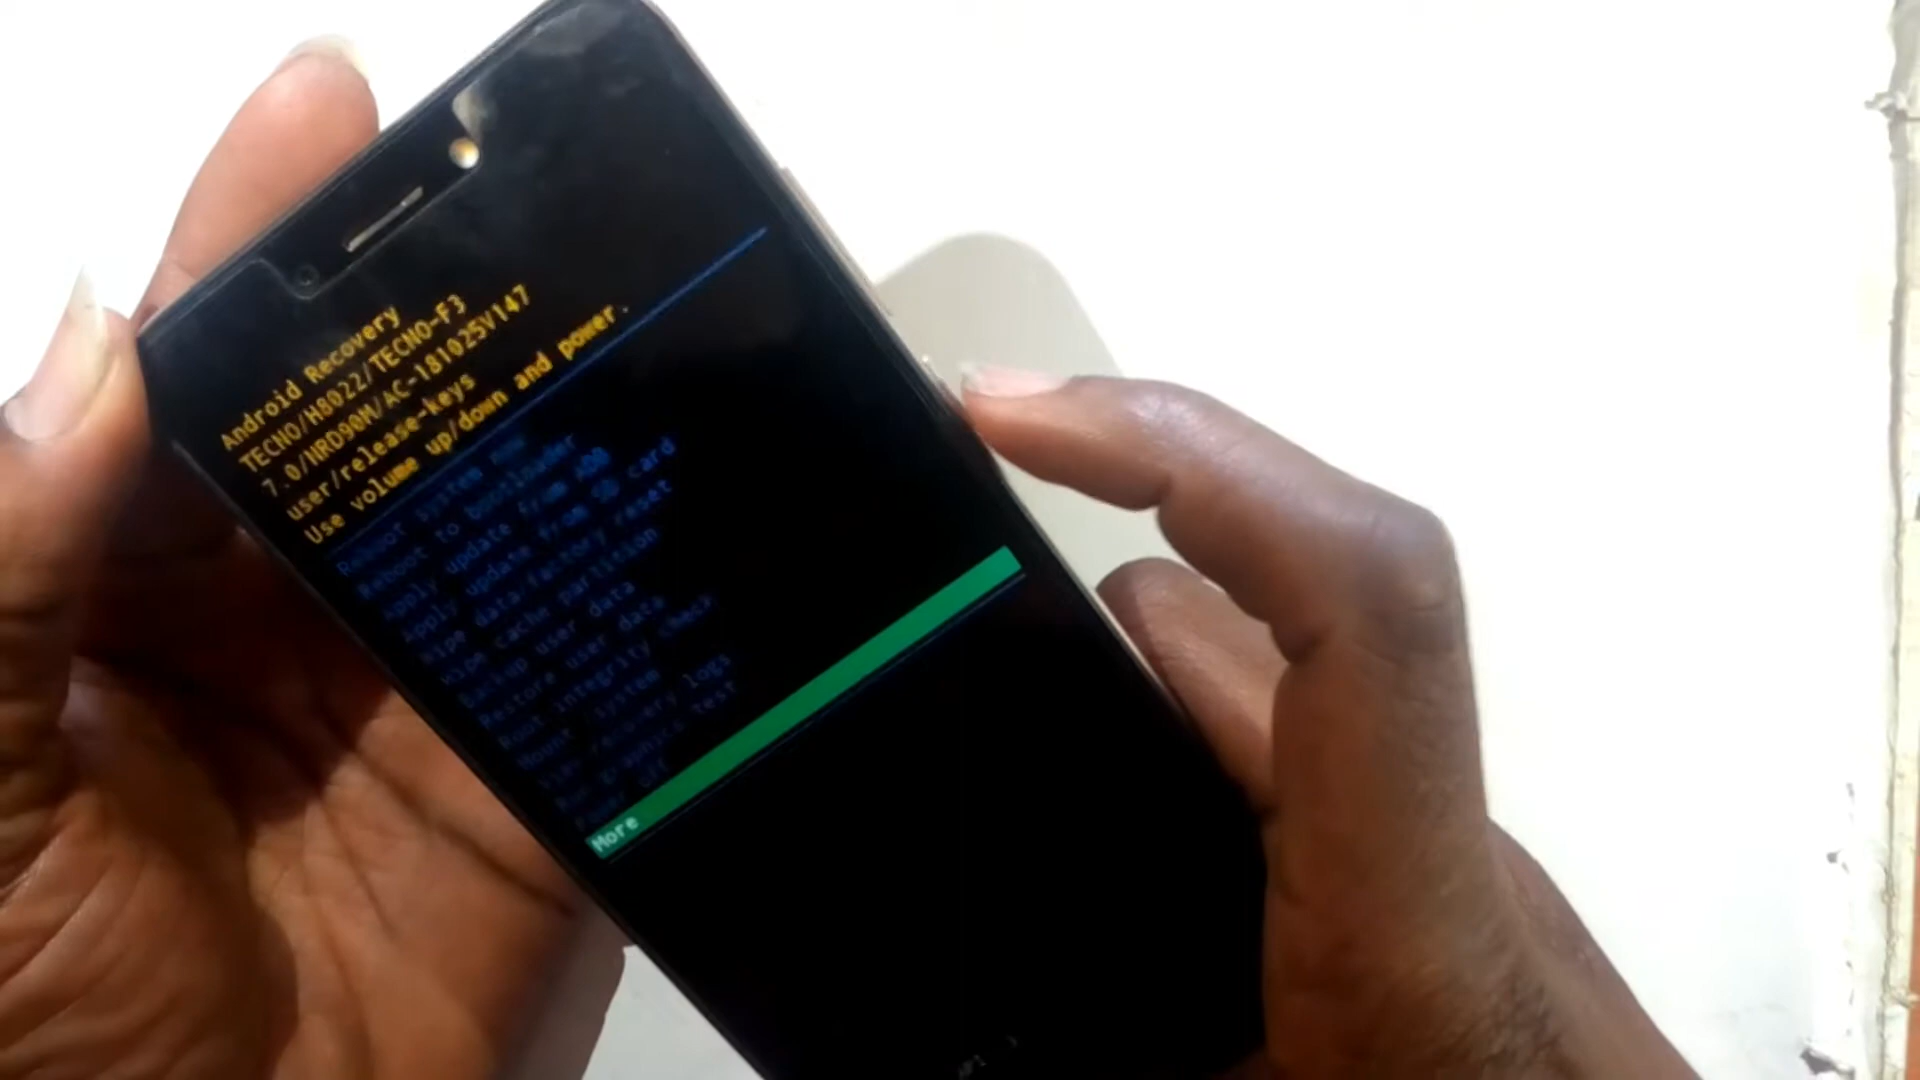 Android Recovery
TECNO/H8022/TECNO-F3
7.0/NRD90M/AC-181025V147
user/release-keys
Use volume up/down and power.
Reboot system now
Reboot to bootloader
Apply update from ADB
Apply update from SD card
Wipe data/factory reset
Wipe cache partition
Backup user data
Restore user data
Root integrity check
Mount /system
View recovery logs
Run graphics test
Power off
More